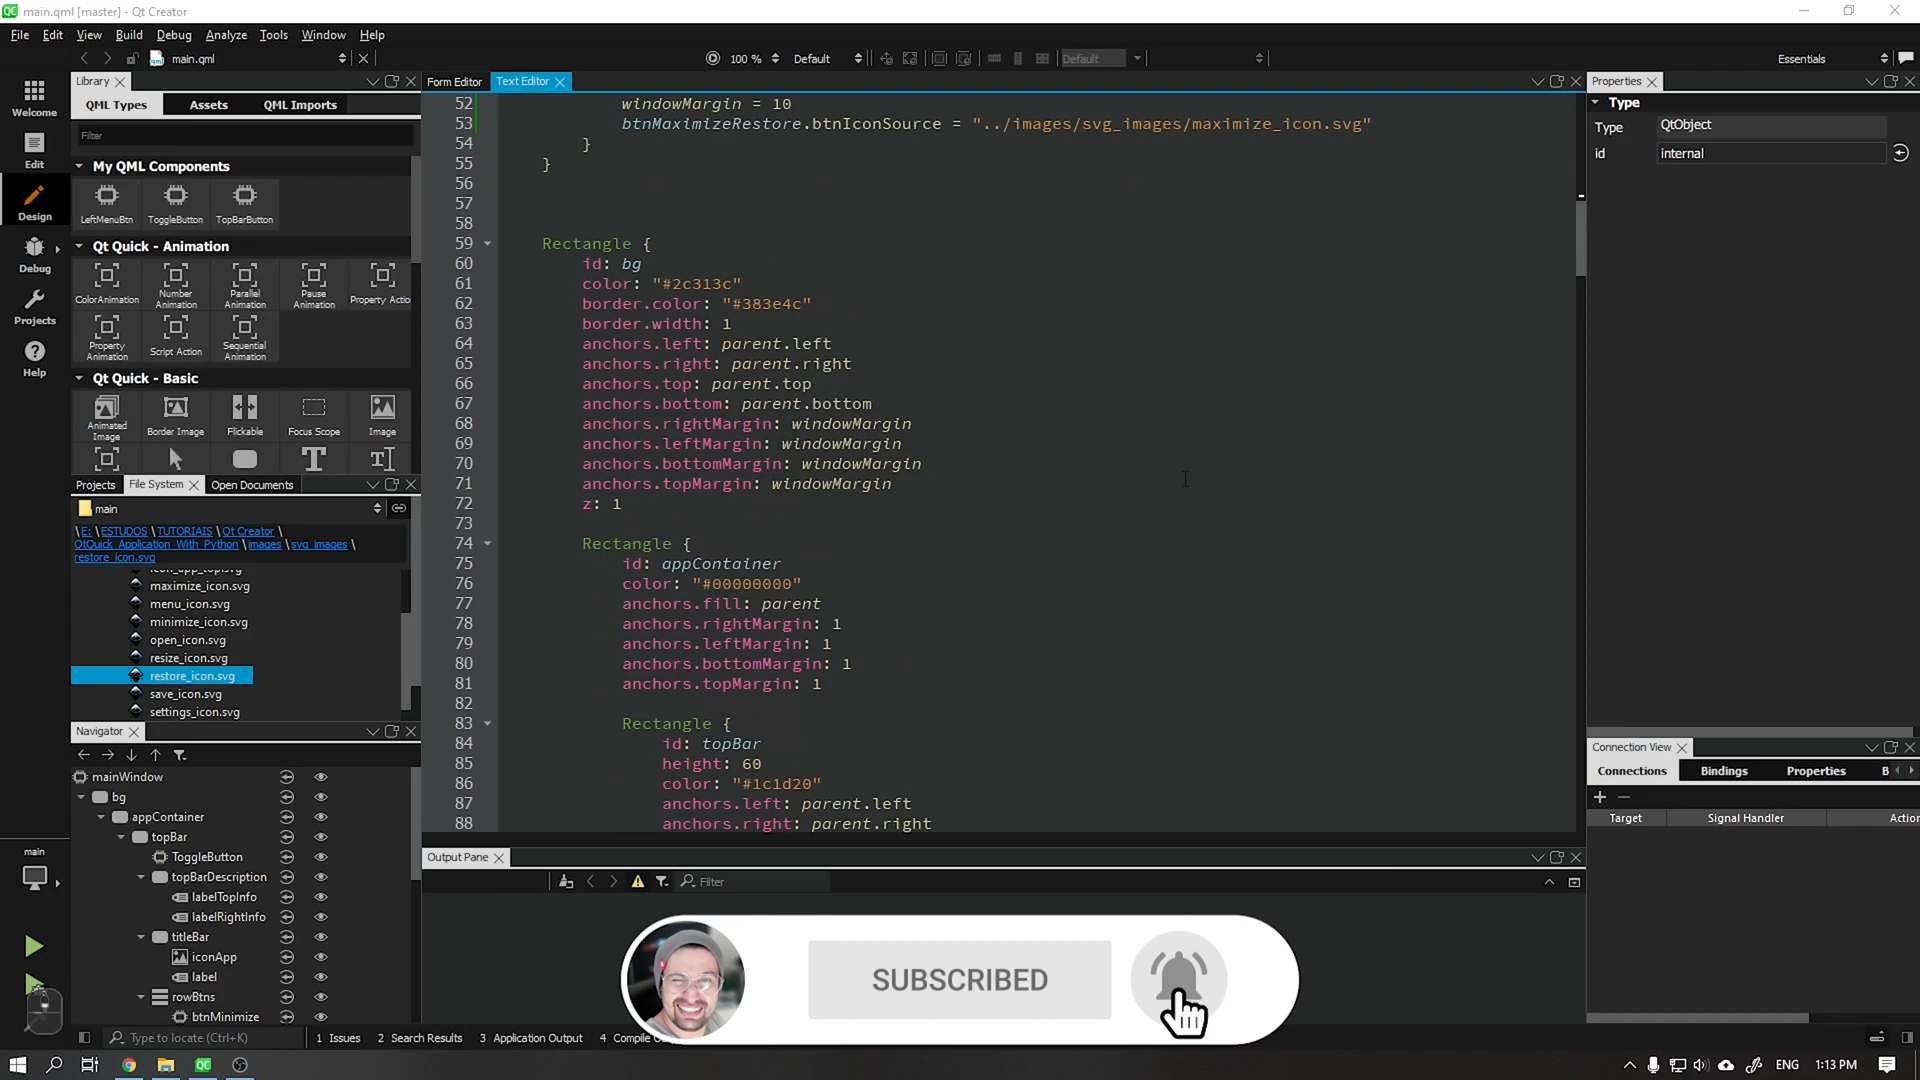 main.qml [master] - Qt Creator
File Edit View Build Debug Analyze Tools Window Help
main.qml 100 % Default Default Essentials
Library
QML Types Assets QML Imports
Filter
My QML Components
LeftMenuBtn ToggleButton TopBarButton
Qt Quick - Animation
ColorAnimation Number Animation Parallel Animation Pause Animation Property Actio
Property Animation Script Action Sequential Animation
Qt Quick - Basic
Animated Image Border Image Flickable Focus Scope Image
Welcome
Edit
Design
Debug
Projects
Help
Projects File System Open Documents
main
\E: \ESTUDOS \TUTORIAIS \Qt Creator \
QtQuick_Application_With_Python \images \svg_images \
restore_icon.svg
icon_app_top.svg
maximize_icon.svg
menu_icon.svg
minimize_icon.svg
open_icon.svg
resize_icon.svg
restore_icon.svg
save_icon.svg
settings_icon.svg
Navigator
mainWindow
bg
appContainer
topBar
ToggleButton
topBarDescription
labelTopInfo
labelRightInfo
titleBar
iconApp
label
rowBtns
btnMinimize
main
Form Editor Text Editor
52 windowMargin = 10
53 btnMaximizeRestore.btnIconSource = "../images/svg_images/maximize_icon.svg"
54 }
55 }
56
57
58
59 Rectangle {
60 id: bg
61 color: "#2c313c"
62 border.color: "#383e4c"
63 border.width: 1
64 anchors.left: parent.left
65 anchors.right: parent.right
66 anchors.top: parent.top
67 anchors.bottom: parent.bottom
68 anchors.rightMargin: windowMargin
69 anchors.leftMargin: windowMargin
70 anchors.bottomMargin: windowMargin
71 anchors.topMargin: windowMargin
72 z: 1
73
74 Rectangle {
75 id: appContainer
76 color: "#00000000"
77 anchors.fill: parent
78 anchors.rightMargin: 1
79 anchors.leftMargin: 1
80 anchors.bottomMargin: 1
81 anchors.topMargin: 1
82
83 Rectangle {
84 id: topBar
85 height: 60
86 color: "#1c1d20"
87 anchors.left: parent.left
88 anchors.right: parent.right
Output Pane
Filter
SUBSCRIBED
Properties
Type
Type QtObject
id internal
Connection View
Connections Bindings Properties B
Target Signal Handler Action
Type to locate (Ctrl+K) 1 Issues 2 Search Results 3 Application Output 4 Compile
ENG 1:13 PM